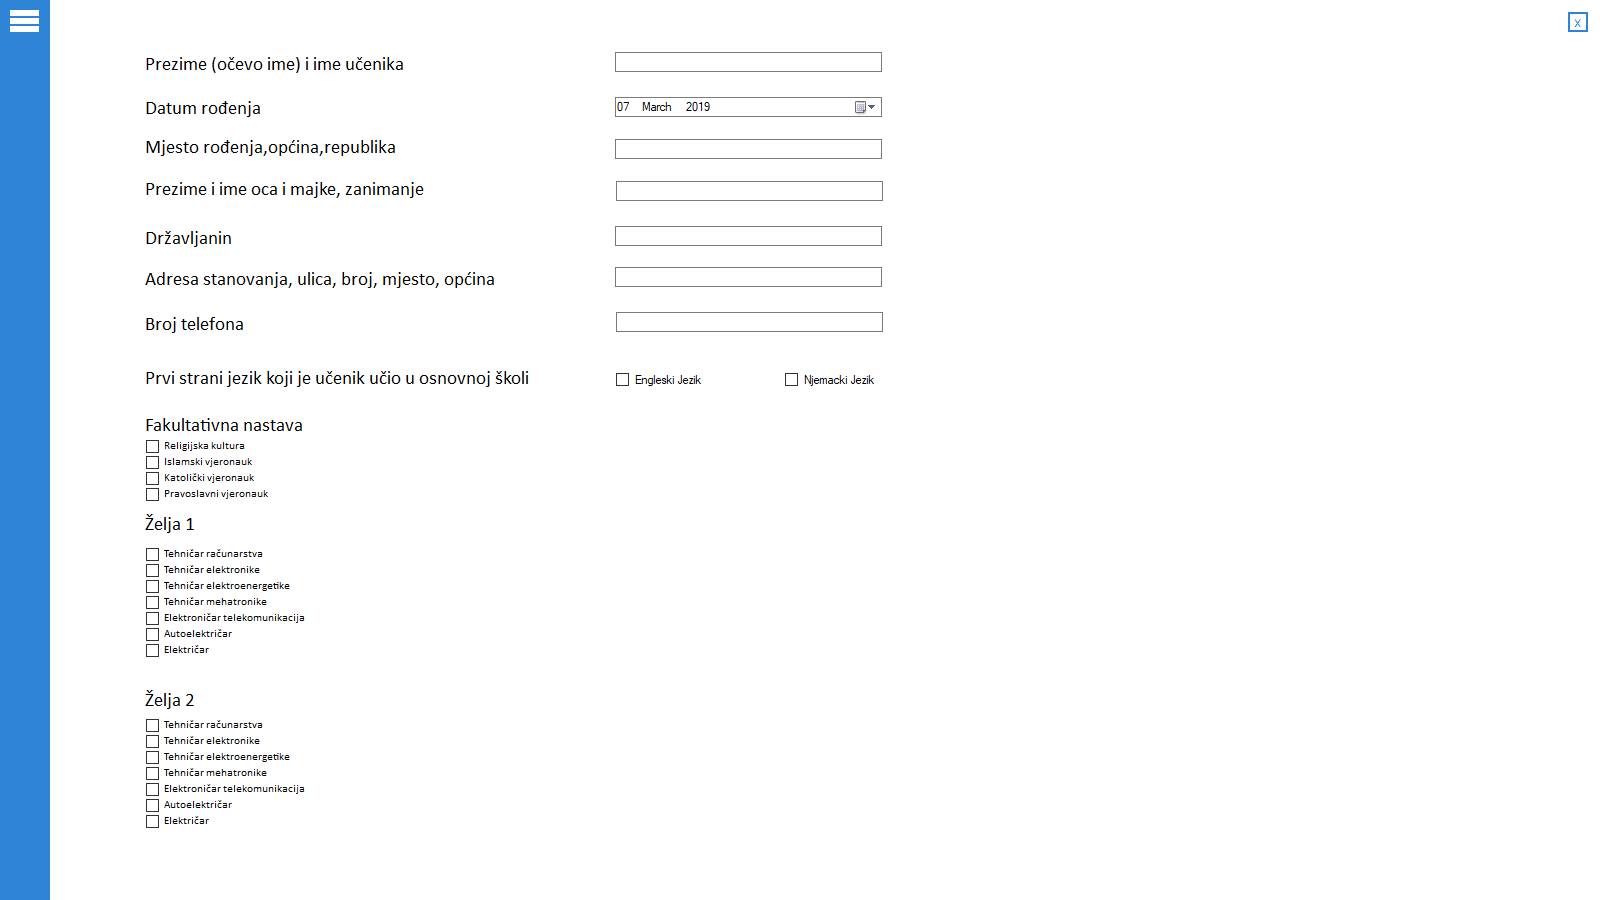 x
Prezime (očevo ime) i ime učenika
Datum rođenja
07 March 2019
Mjesto rođenja,općina,republika
Prezime i ime oca i majke, zanimanje
Državljanin
Adresa stanovanja, ulica, broj, mjesto, općina
Broj telefona
Prvi strani jezik koji je učenik učio u osnovnoj školi
Engleski Jezik
Njemacki Jezik
Fakultativna nastava
Religijska kultura
Islamski vjeronauk
Katolički vjeronauk
Pravoslavni vjeronauk
Želja 1
Tehničar računarstva
Tehničar elektronike
Tehničar elektroenergetike
Tehničar mehatronike
Elektroničar telekomunikacija
Autoelektričar
Električar
Želja 2
Tehničar računarstva
Tehničar elektronike
Tehničar elektroenergetike
Tehničar mehatronike
Elektroničar telekomunikacija
Autoelektričar
Električar